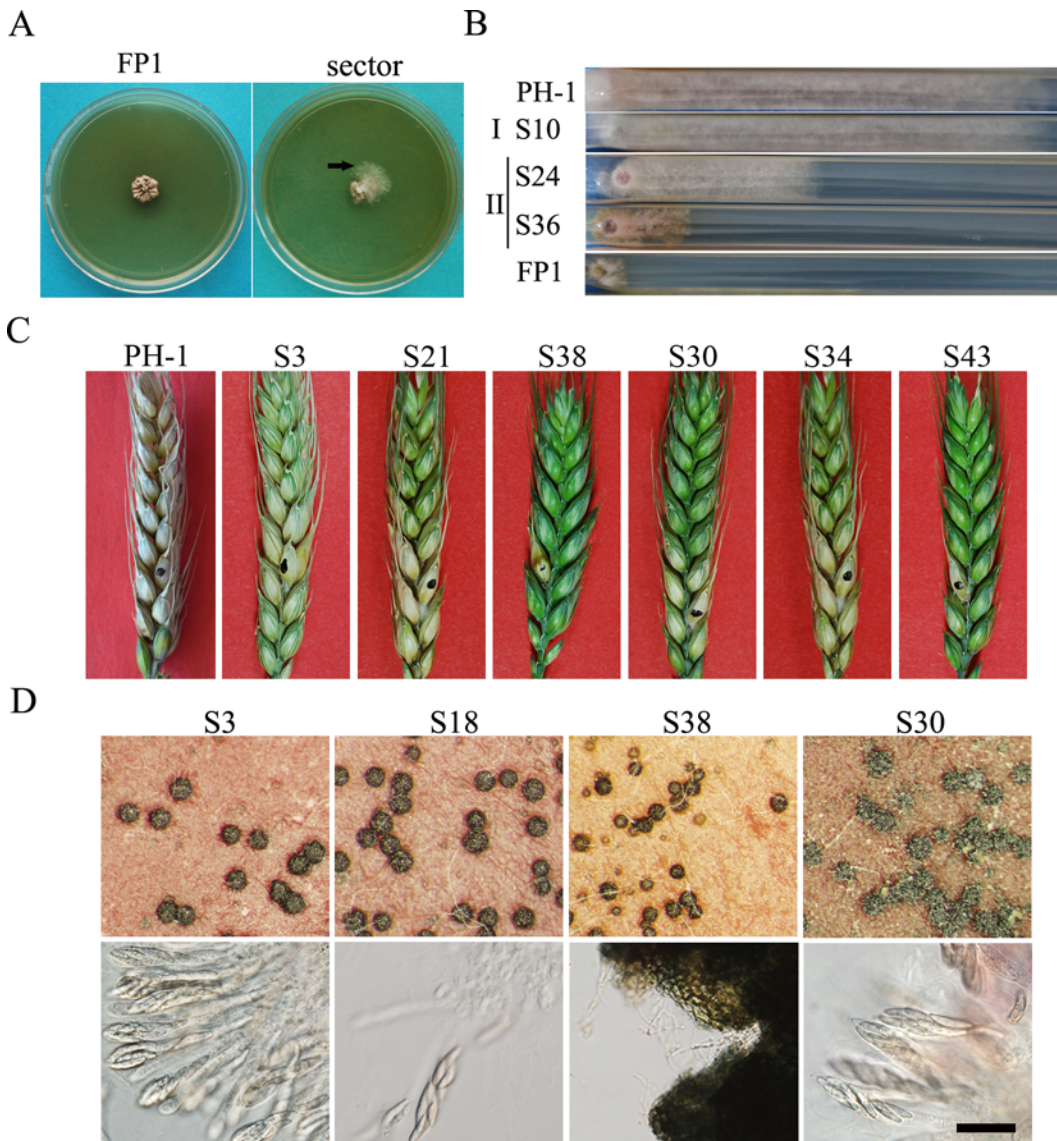 A
FP1 sector
B
PH-1
I S10
S24
II
S36
FP1
C
PH-1 S3 S21 S38 S30 S34 S43
D
S3 S18 S38 S30